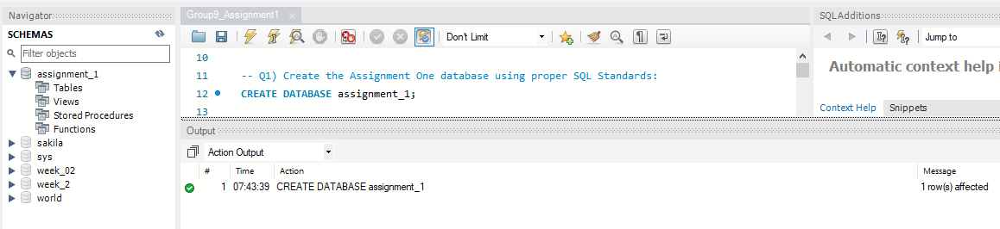 Navigator
SCHEMAS
Filter objects
assignment_1
Tables
Views
Stored Procedures
Functions
sakila
sys
week_02
week_2
world
Group9_Assignment1
Don't Limit
10
11 -- Q1) Create the Assignment One database using proper SQL Standards:
12 CREATE DATABASE assignment_1;
13
Output
Action Output
# Time Action Message
1 07:43:39 CREATE DATABASE assignment_1 1 row(s) affected
SQLAdditions
Jump to
Automatic context help i
Context Help Snippets